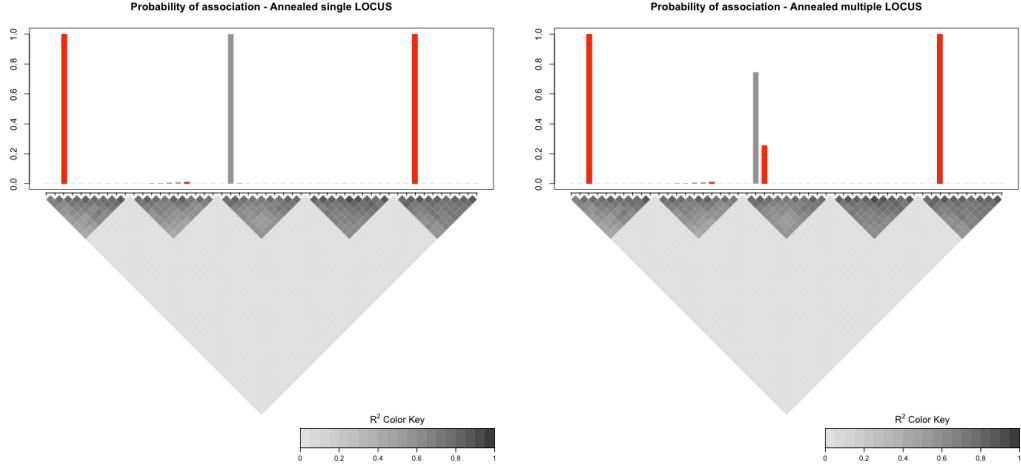 Probability of association - Annealed single LOCUS
1.0
0.8
0.6
0.4
0.2
0.0
R² Color Key
0 0.2 0.4 0.6 0.8 1
Probability of association - Annealed multiple LOCUS
1.0
0.8
0.6
0.4
0.2
0.0
R² Color Key
0 0.2 0.4 0.6 0.8 1